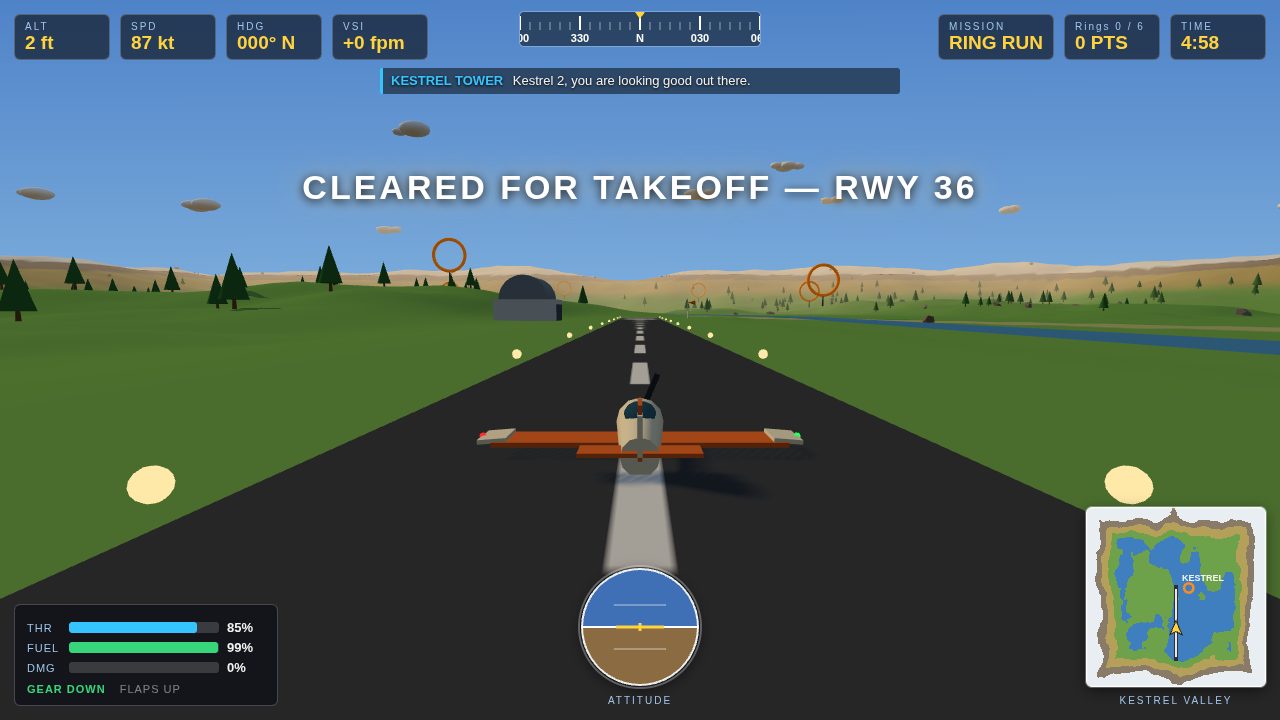 ALT
2 ft
SPD
87 kt
HDG
000° N
VSI
+0 fpm
330 N 030
MISSION
RING RUN
Rings 0 / 6
0 PTS
TIME
4:58
KESTREL TOWER Kestrel 2, you are looking good out there.
CLEARED FOR TAKEOFF — RWY 36
THR 85%
FUEL 99%
DMG 0%
GEAR DOWN FLAPS UP
ATTITUDE
KESTREL
KESTREL VALLEY